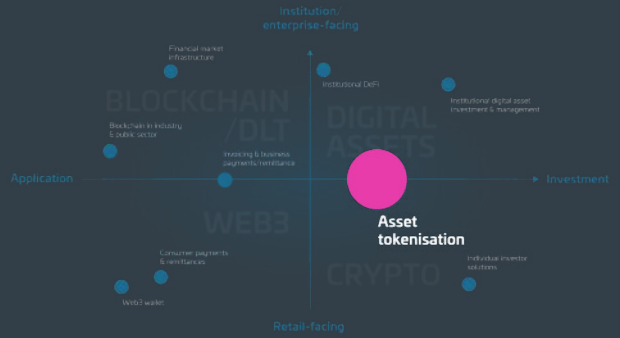 Institution/
enterprise-facing
Financial market
infrastructure
Institutional DeFi
Institutional digital asset
investment & management
BLOCKCHAIN
/DLT
DIGITAL
ASSETS
Blockchain in industry
& public sector
Invoicing & business
payments/remittance
Application
Investment
Asset
tokenisation
WEB3
CRYPTO
Consumer payments
& remittances
Web3 wallet
Individual investor
solutions
Retail-facing